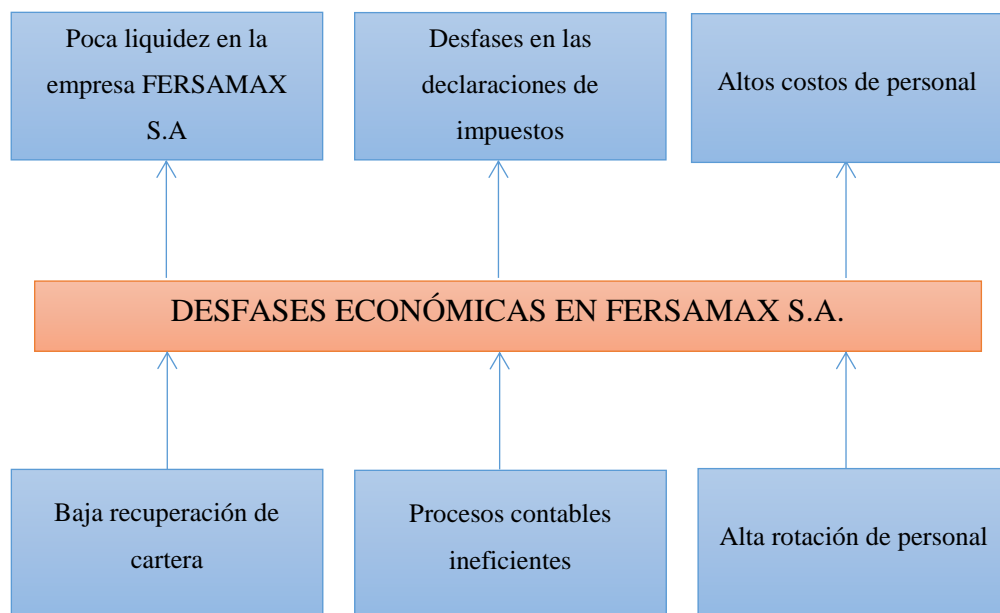 Poca liquidez en la
empresa FERSAMAX
S.A
Desfases en las
declaraciones de
impuestos
Altos costos de personal
DESFASES ECONÓMICAS EN FERSAMAX S.A.
Baja recuperación de
cartera
Procesos contables
ineficientes
Alta rotación de personal